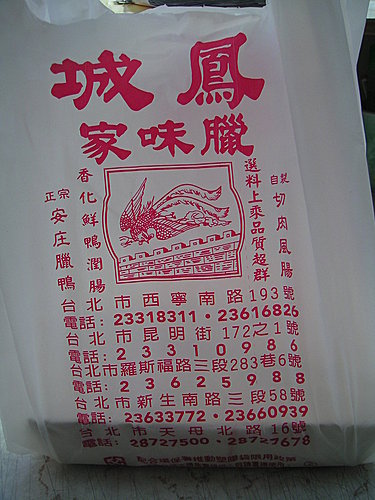 鳳城
臘味家
自製 切肉風腸
選料上乘品質超群
香化鮮鴨潤腸
正宗 安庄臘鴨
台北市西寧南路193號
電話：23318311・23616826
台北市昆明街172之1號
電話：23310986
台北市羅斯福路三段283巷6號
電話：23625988
台北市新生南路三段58號
電話：23633772・23660939
台北市天母北路16號
電話：28727500・28727678